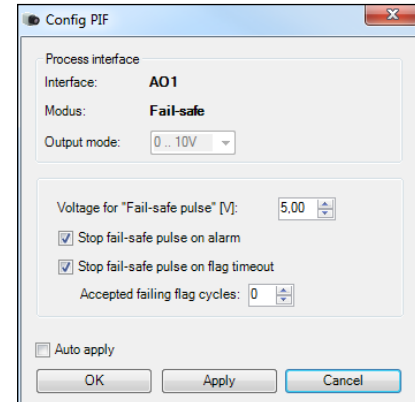 Config PIF
Process interface
Interface: AO1
Modus: Fail-safe
Output mode: 0 .. 10V
Voltage for "Fail-safe pulse" [V]: 5,00
Stop fail-safe pulse on alarm
Stop fail-safe pulse on flag timeout
Accepted failing flag cycles: 0
Auto apply
OK Apply Cancel